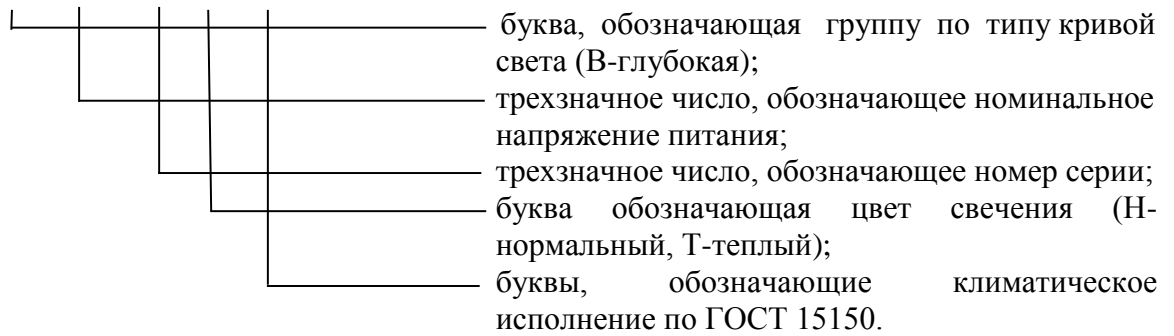 буква, обозначающая группу по типу кривой
света (В-глубокая);
трехзначное число, обозначающее номинальное
напряжение питания;
трехзначное число, обозначающее номер серии;
буква обозначающая цвет свечения (Н-
нормальный, Т-теплый);
буквы, обозначающие климатическое
исполнение по ГОСТ 15150.